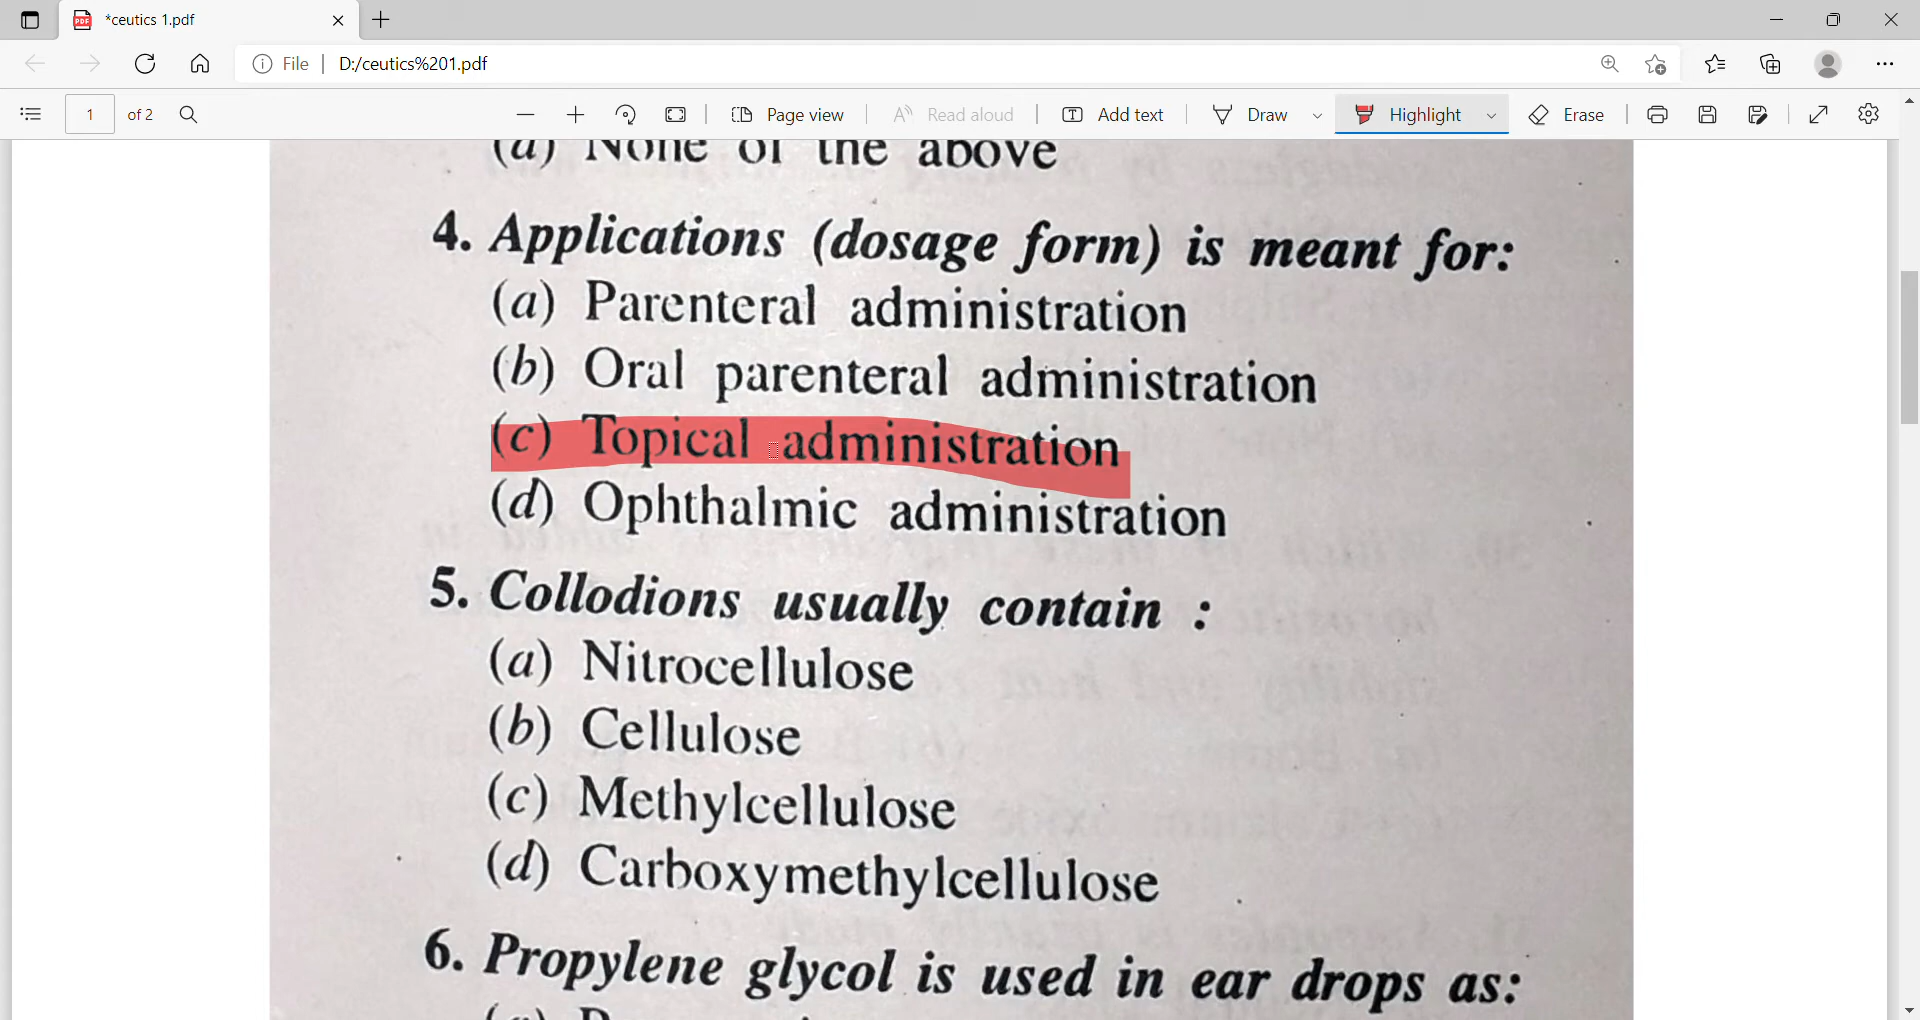 *ceutics 1.pdf
File D:/ceutics%201.pdf
1 of 2 Page view Read aloud Add text Draw Highlight Erase
(d) None of the above
4. Applications (dosage form) is meant for:
(a) Parenteral administration
(b) Oral parenteral administration
(c) Topical administration
(d) Ophthalmic administration
5. Collodions usually contain :
(a) Nitrocellulose
(b) Cellulose
(c) Methylcellulose
(d) Carboxymethylcellulose
6. Propylene glycol is used in ear drops as: